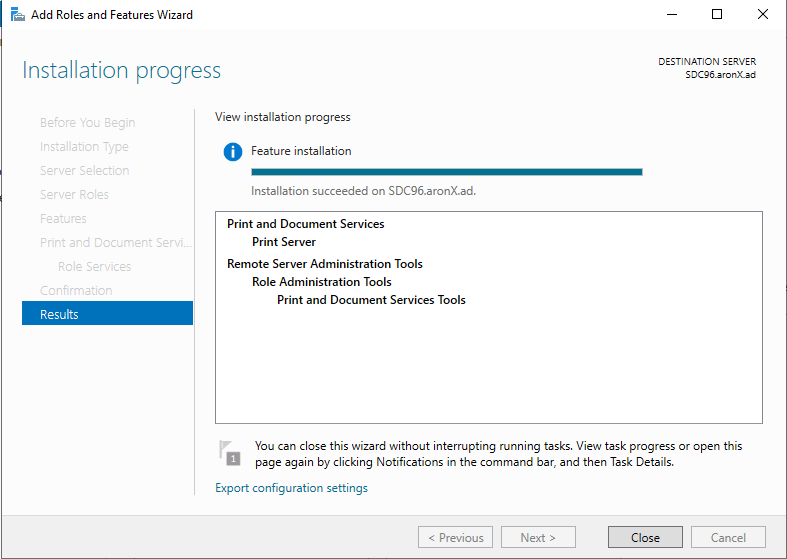 Add Roles and Features Wizard
Installation progress
DESTINATION SERVER
SDC96.aronX.ad
Before You Begin
Installation Type
Server Selection
Server Roles
Features
Print and Document Servi...
Role Services
Confirmation
Results
View installation progress
Feature installation
Installation succeeded on SDC96.aronX.ad.
Print and Document Services
Print Server
Remote Server Administration Tools
Role Administration Tools
Print and Document Services Tools
1
You can close this wizard without interrupting running tasks. View task progress or open this
page again by clicking Notifications in the command bar, and then Task Details.
Export configuration settings
< Previous
Next >
Close
Cancel